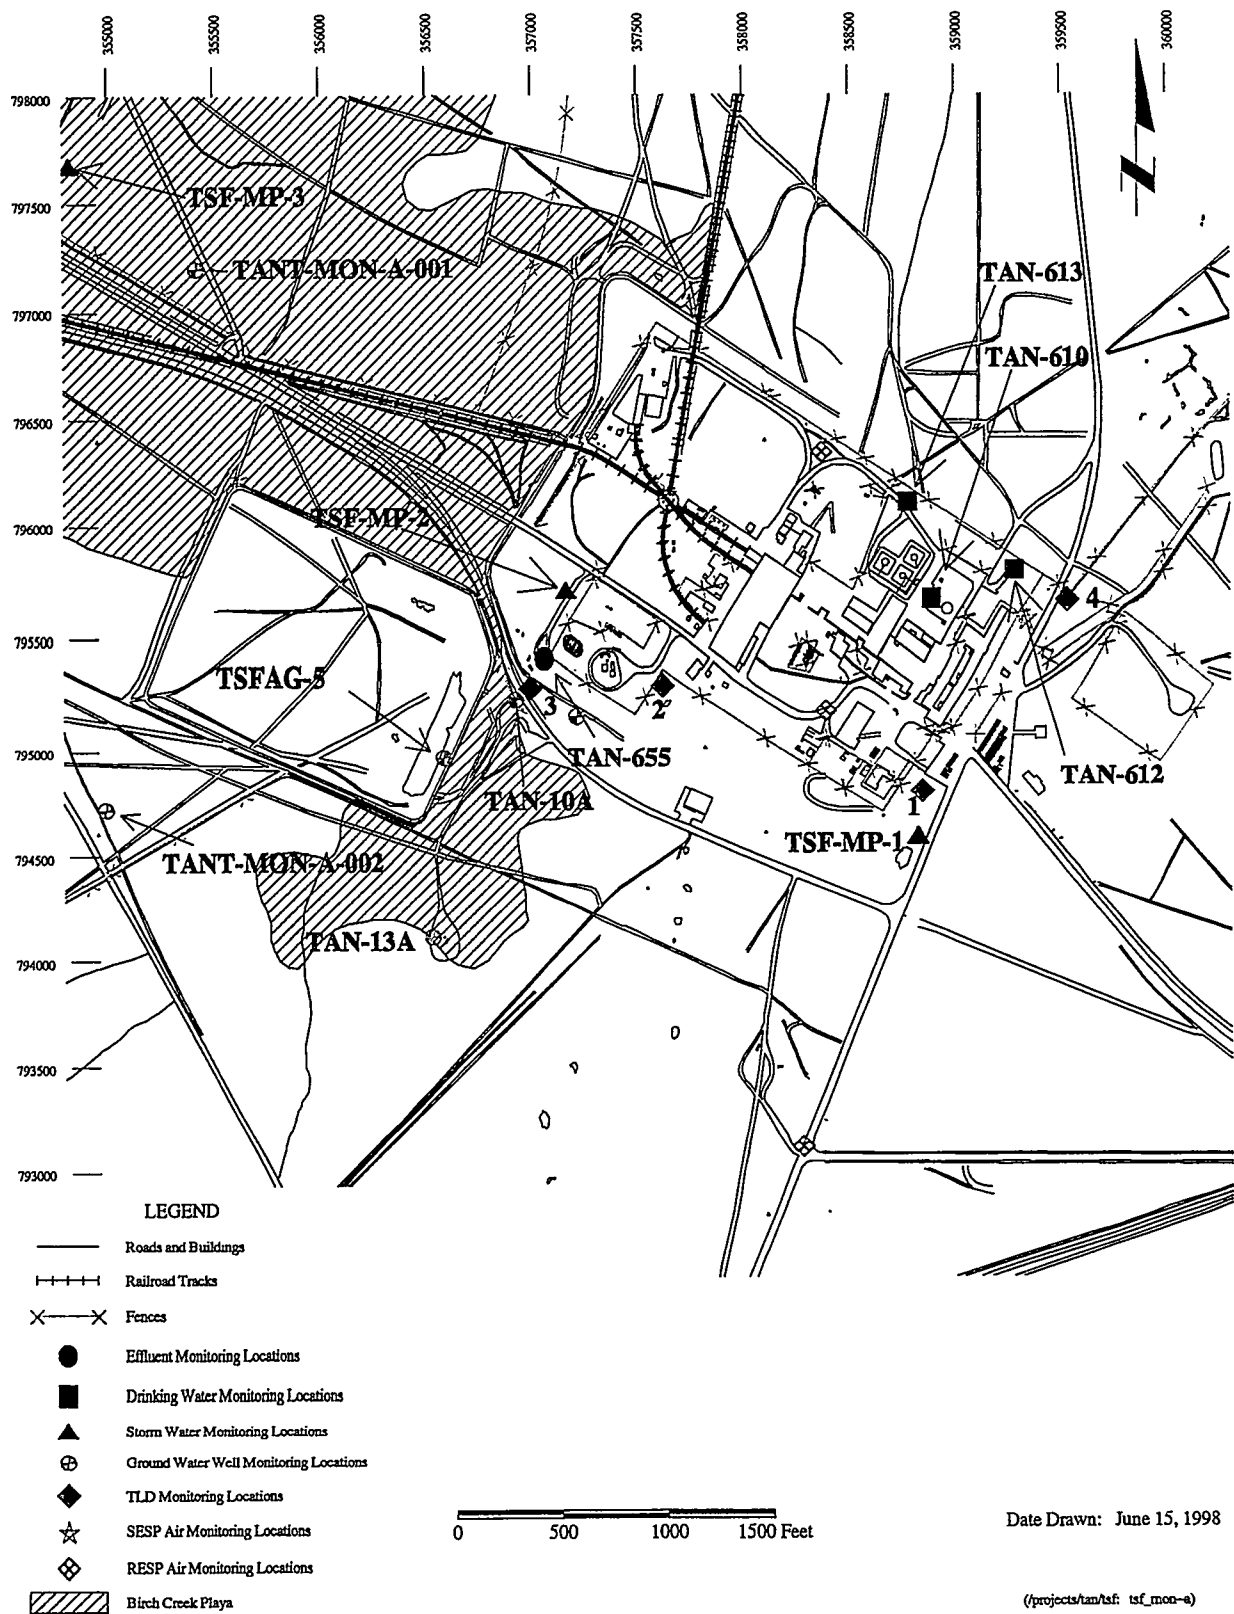 355000
355500
356000
356500
357000
357500
358000
358500
359000
359500
360000
798000
797500
797000
796500
796000
795500
795000
794500
794000
793500
793000
TSF-MP-3
TANT-MON-A-001
TAN-613
TAN-610
TSF-MP-2
4
TSFAG-5
3
2
TAN-655
TAN-10A
TAN-612
1
TSF-MP-1
TANT-MON-A-002
TAN-13A
LEGEND
Roads and Buildings
Railroad Tracks
Fences
Effluent Monitoring Locations
Drinking Water Monitoring Locations
Storm Water Monitoring Locations
Ground Water Well Monitoring Locations
TLD Monitoring Locations
SESP Air Monitoring Locations
RESP Air Monitoring Locations
Birch Creek Playa
0 500 1000 1500 Feet
Date Drawn: June 15, 1998
(/projects/tan/tsf: tsf_mon-a)